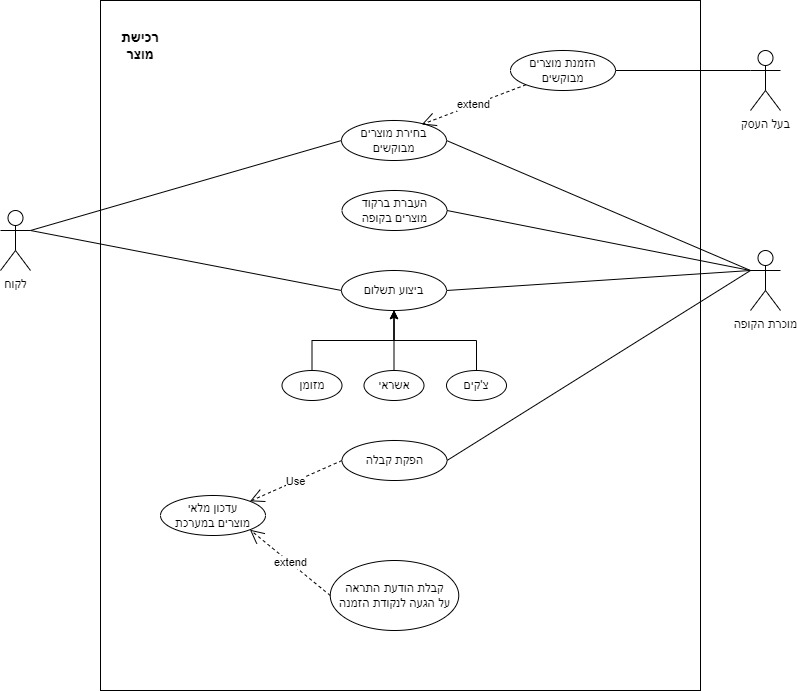 רכישת
מוצר
הזמנת מוצרים
מבוקשים
extend
בעל העסק
בחירת מוצרים
מבוקשים
העברת ברקוד
מוצרים בקופה
לקוח
ביצוע תשלום
מוכרת הקופה
צ'קים
אשראי
מזומן
הפקת קבלה
Use
עדכון מלאי
מוצרים במערכת
extend
קבלת הודעת התראה
על הגעה לנקודת הזמנה